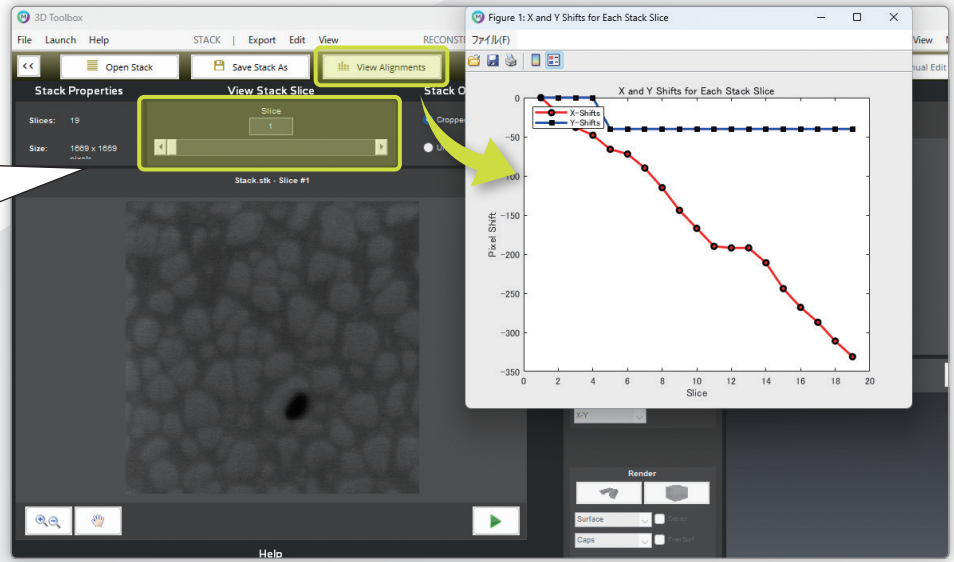 3D Toolbox
File Launch Help STACK | Export Edit View RECONSTI View
<< Open Stack Save Stack As View Alignments nual Edit
Stack Properties View Stack Slice Stack O
Slices: 19
Slice
1
Croppe
Size: 1669 x 1669
pixels
Stack.stk - Slice #1
Help
Figure 1: X and Y Shifts for Each Stack Slice
ファイル(F)
X and Y Shifts for Each Stack Slice
X-Shifts
Y-Shifts
Pixel Shift
0
-50
-100
-150
-200
-250
-300
-350
0 2 4 6 8 10 12 14 16 18 20
Slice
X-Y
Render
Surface
Caps